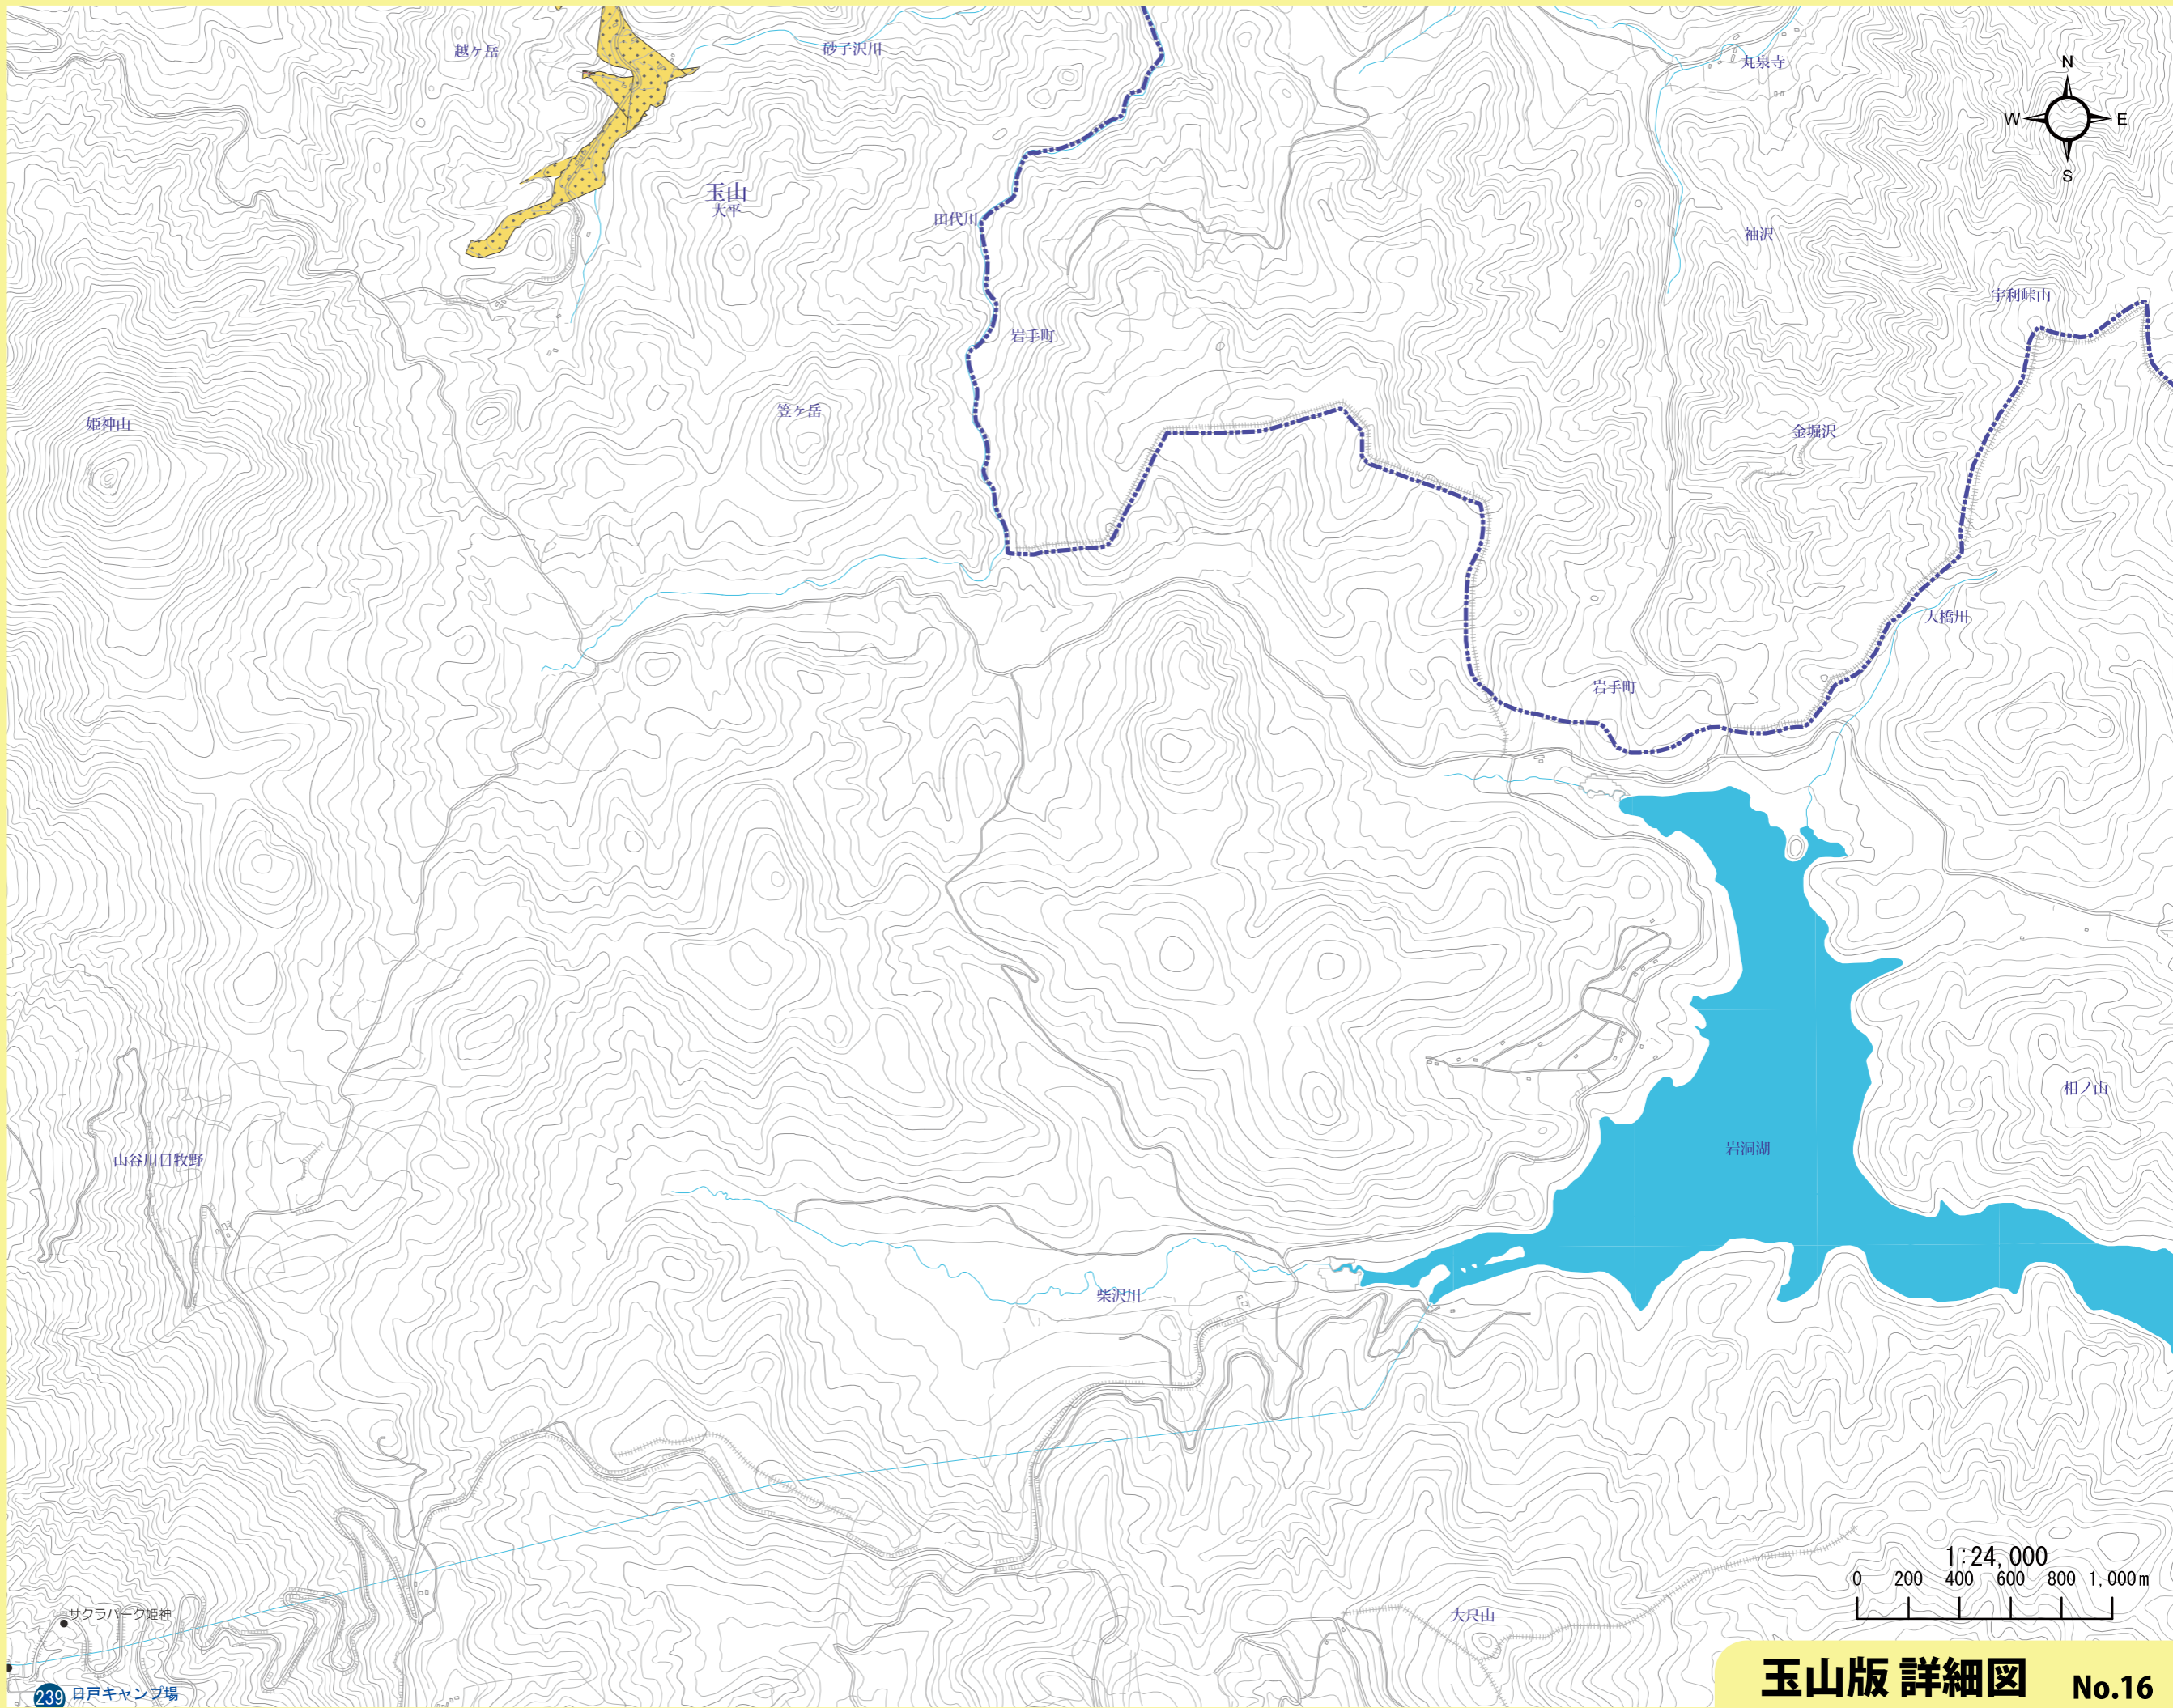 越ヶ岳
砂子沢川
丸泉寺
N
W
E
S
玉山
大平
田代川
袖沢
宇利峠山
岩手町
笠ヶ岳
姫神山
金堀沢
大橋川
岩手町
相ノ山
岩洞湖
山谷川目牧野
柴沢川
1:24,000
0 200 400 600 800 1,000m
サクラパーク姫神
大尺山
239 日戸キャンプ場
玉山版 詳細図 No.16